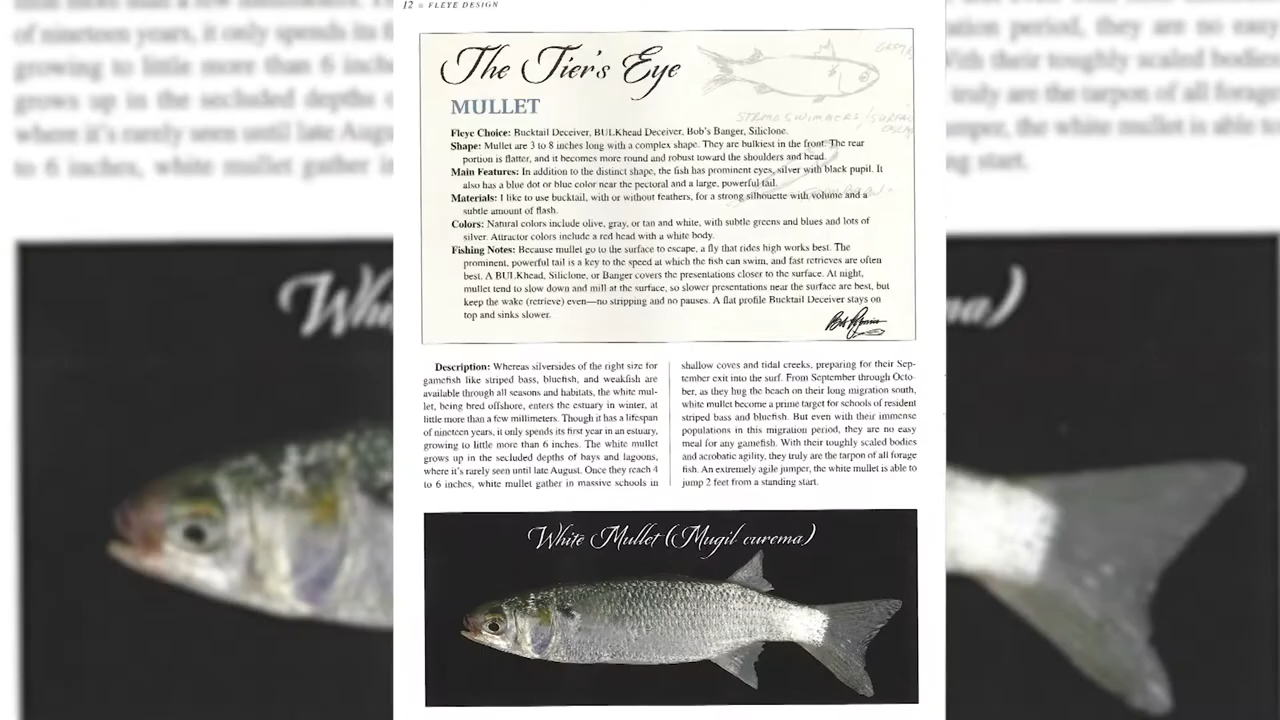 12 ■ FLEYE DESIGN
The Tier's Eye
MULLET
Fleye Choice: Bucktail Deceiver, BULKhead Deceiver, Bob's Banger, Siliclone.
Shape: Mullet are 3 to 8 inches long with a complex shape. They are bulkiest in the front. The rear
portion is flatter, and it becomes more round and robust toward the shoulders and head.
Main Features: In addition to the distinct shape, the fish has prominent eyes, silver with black pupil. It
also has a blue dot or blue color near the pectoral and a large, powerful tail.
Materials: I like to use bucktail, with or without feathers, for a strong silhouette with volume and a
subtle amount of flash.
Colors: Natural colors include olive, gray, or tan and white, with subtle greens and blues and lots of
silver. Attractor colors include a red head with a white body.
Fishing Notes: Because mullet go to the surface to escape, a fly that rides high works best. The
prominent, powerful tail is a key to the speed at which the fish can swim, and fast retrieves are often
best. A BULKhead, Siliclone, or Banger covers the presentations closer to the surface. At night,
mullet tend to slow down and mill at the surface, so slower presentations near the surface are best, but
keep the wake (retrieve) even—no stripping and no pauses. A flat profile Bucktail Deceiver stays on
top and sinks slower.
Description: Whereas silversides of the right size for
gamefish like striped bass, bluefish, and weakfish are
available through all seasons and habitats, the white mul-
let, being bred offshore, enters the estuary in winter, at
little more than a few millimeters. Though it has a lifespan
of nineteen years, it only spends its first year in an estuary,
growing to little more than 6 inches. The white mullet
grows up in the secluded depths of bays and lagoons,
where it's rarely seen until late August. Once they reach 4
to 6 inches, white mullet gather in massive schools in
shallow coves and tidal creeks, preparing for their Sep-
tember exit into the surf. From September through Octo-
ber, as they hug the beach on their long migration south,
white mullet become a prime target for schools of resident
striped bass and bluefish. But even with their immense
populations in this migration period, they are no easy
meal for any gamefish. With their toughly scaled bodies
and acrobatic agility, they truly are the tarpon of all forage
fish. An extremely agile jumper, the white mullet is able to
jump 2 feet from a standing start.
White Mullet (Mugil curema)